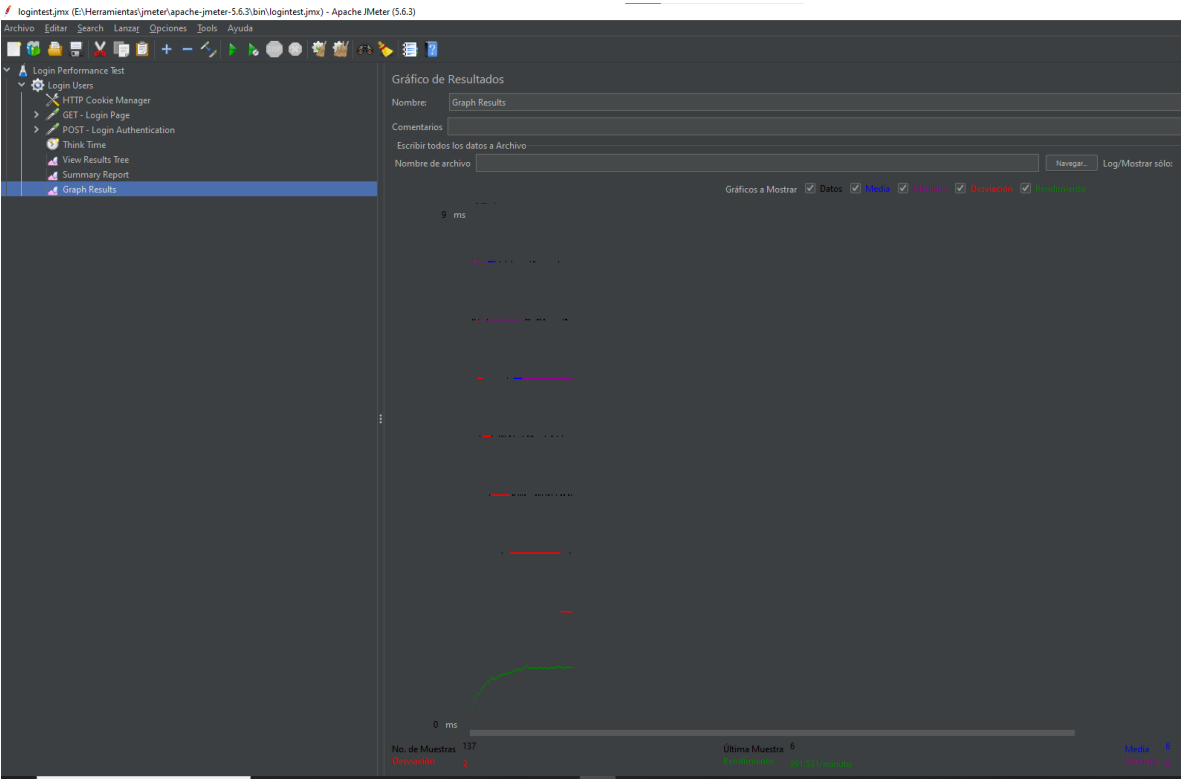 logintest.jmx (E:\Herramientas\jmeter\apache-jmeter-5.6.3\bin\logintest.jmx) - Apache JMeter (5.6.3)
Archivo Editar Search Lanzar Opciones Tools Ayuda
Login Performance Test
Login Users
HTTP Cookie Manager
GET - Login Page
POST - Login Authentication
Think Time
View Results Tree
Summary Report
Graph Results
Gráfico de Resultados
Nombre: Graph Results
Comentarios
Escribir todos los datos a Archivo
Nombre de archivo Navegar... Log/Mostrar sólo:
Gráficos a Mostrar Datos Media Desviación Rendimiento
9 ms
0 ms
No. de Muestras 137 Última Muestra 6 Media
Desviación 2 Rendimiento